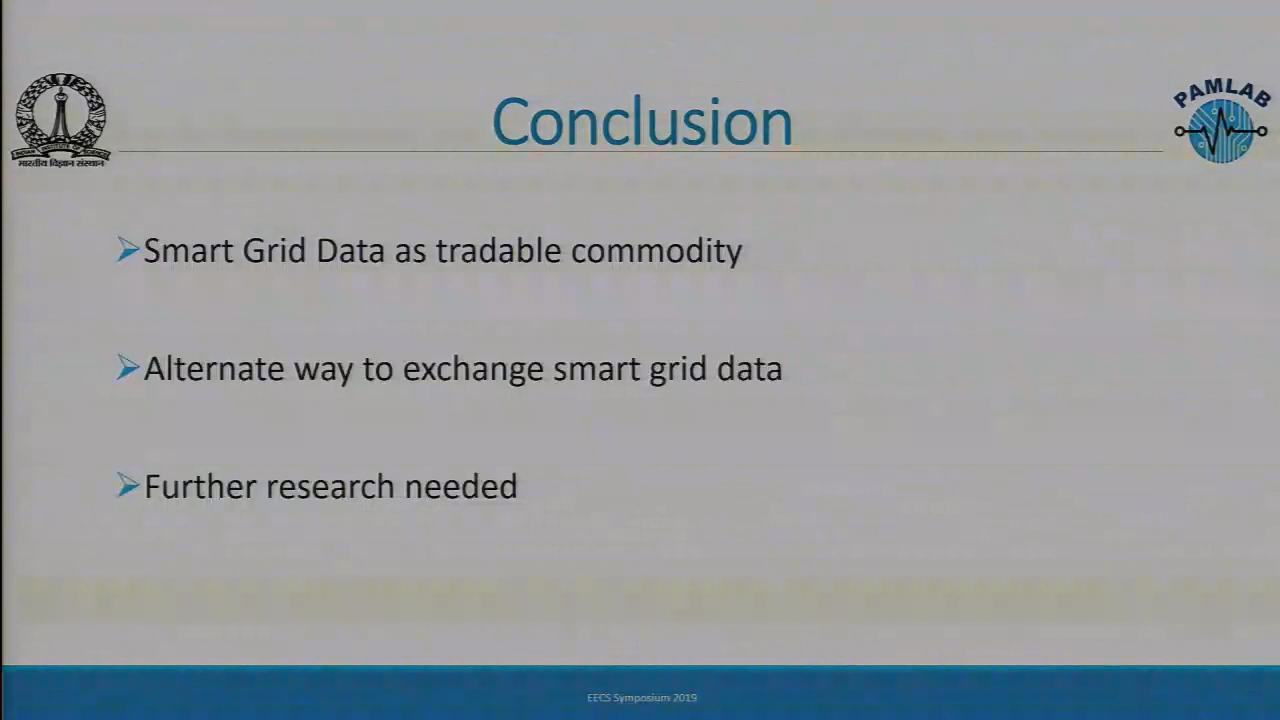 Conclusion
PAMLAB
भारतीय विज्ञान संस्थान
Smart Grid Data as tradable commodity
Alternate way to exchange smart grid data
Further research needed
EECS Symposium 2019